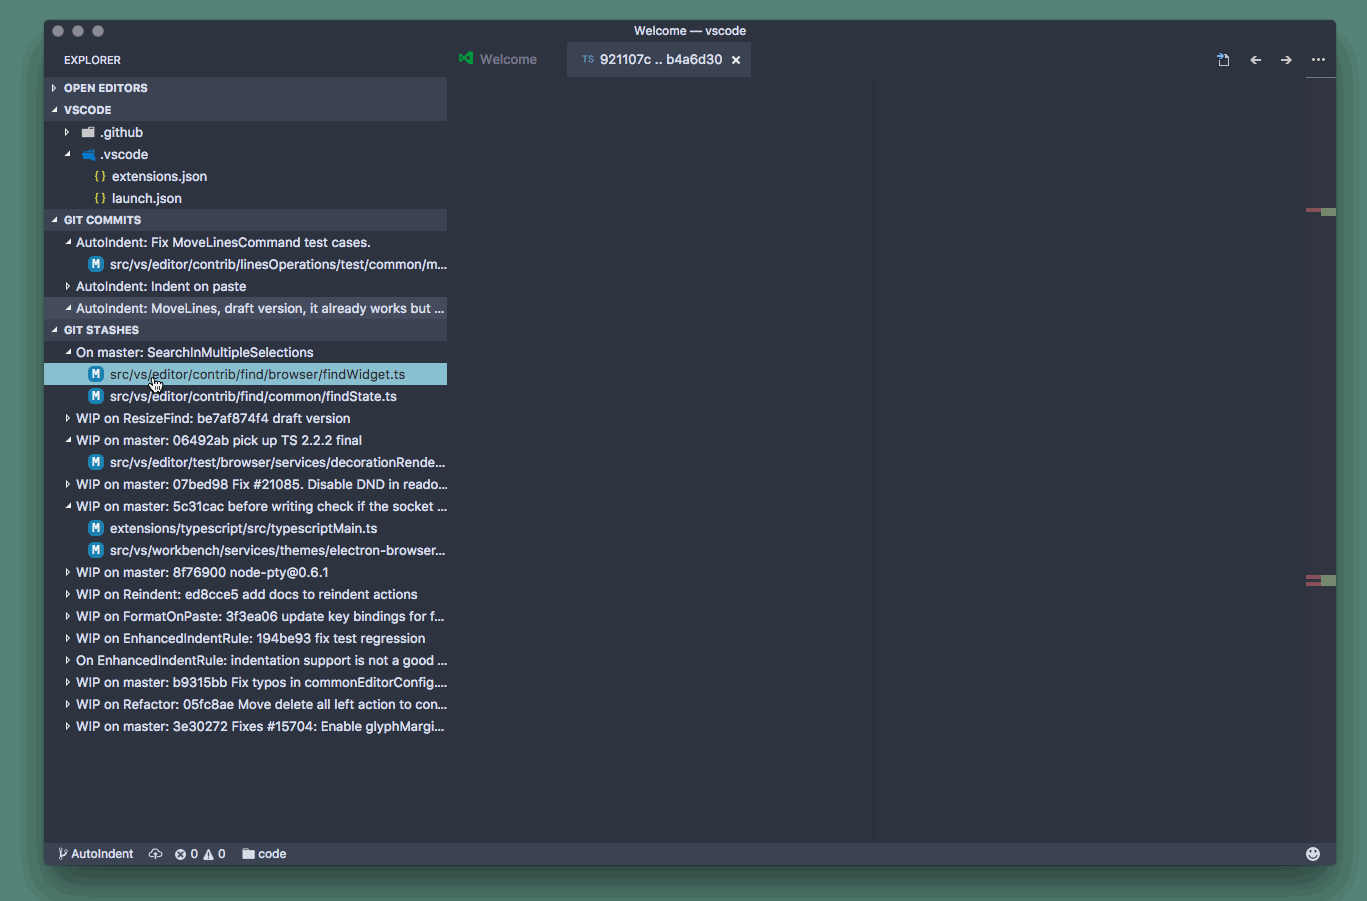 Welcome — vscode
EXPLORER
Welcome
TS 921107c .. b4a6d30
OPEN EDITORS
VSCODE
.github
.vscode
{} extensions.json
{} launch.json
GIT COMMITS
AutoIndent: Fix MoveLinesCommand test cases.
M src/vs/editor/contrib/linesOperations/test/common/m...
AutoIndent: Indent on paste
AutoIndent: MoveLines, draft version, it already works but ...
GIT STASHES
On master: SearchInMultipleSelections
M src/vs/editor/contrib/find/browser/findWidget.ts
M src/vs/editor/contrib/find/common/findState.ts
WIP on ResizeFind: be7af874f4 draft version
WIP on master: 06492ab pick up TS 2.2.2 final
M src/vs/editor/test/browser/services/decorationRende...
WIP on master: 07bed98 Fix #21085. Disable DND in reado...
WIP on master: 5c31cac before writing check if the socket ...
M extensions/typescript/src/typescriptMain.ts
M src/vs/workbench/services/themes/electron-browser...
WIP on master: 8f76900 node-pty@0.6.1
WIP on Reindent: ed8cce5 add docs to reindent actions
WIP on FormatOnPaste: 3f3ea06 update key bindings for f...
WIP on EnhancedIndentRule: 194be93 fix test regression
On EnhancedIndentRule: indentation support is not a good ...
WIP on master: b9315bb Fix typos in commonEditorConfig....
WIP on Refactor: 05fc8ae Move delete all left action to con...
WIP on master: 3e30272 Fixes #15704: Enable glyphMargi...
AutoIndent 0 0 code